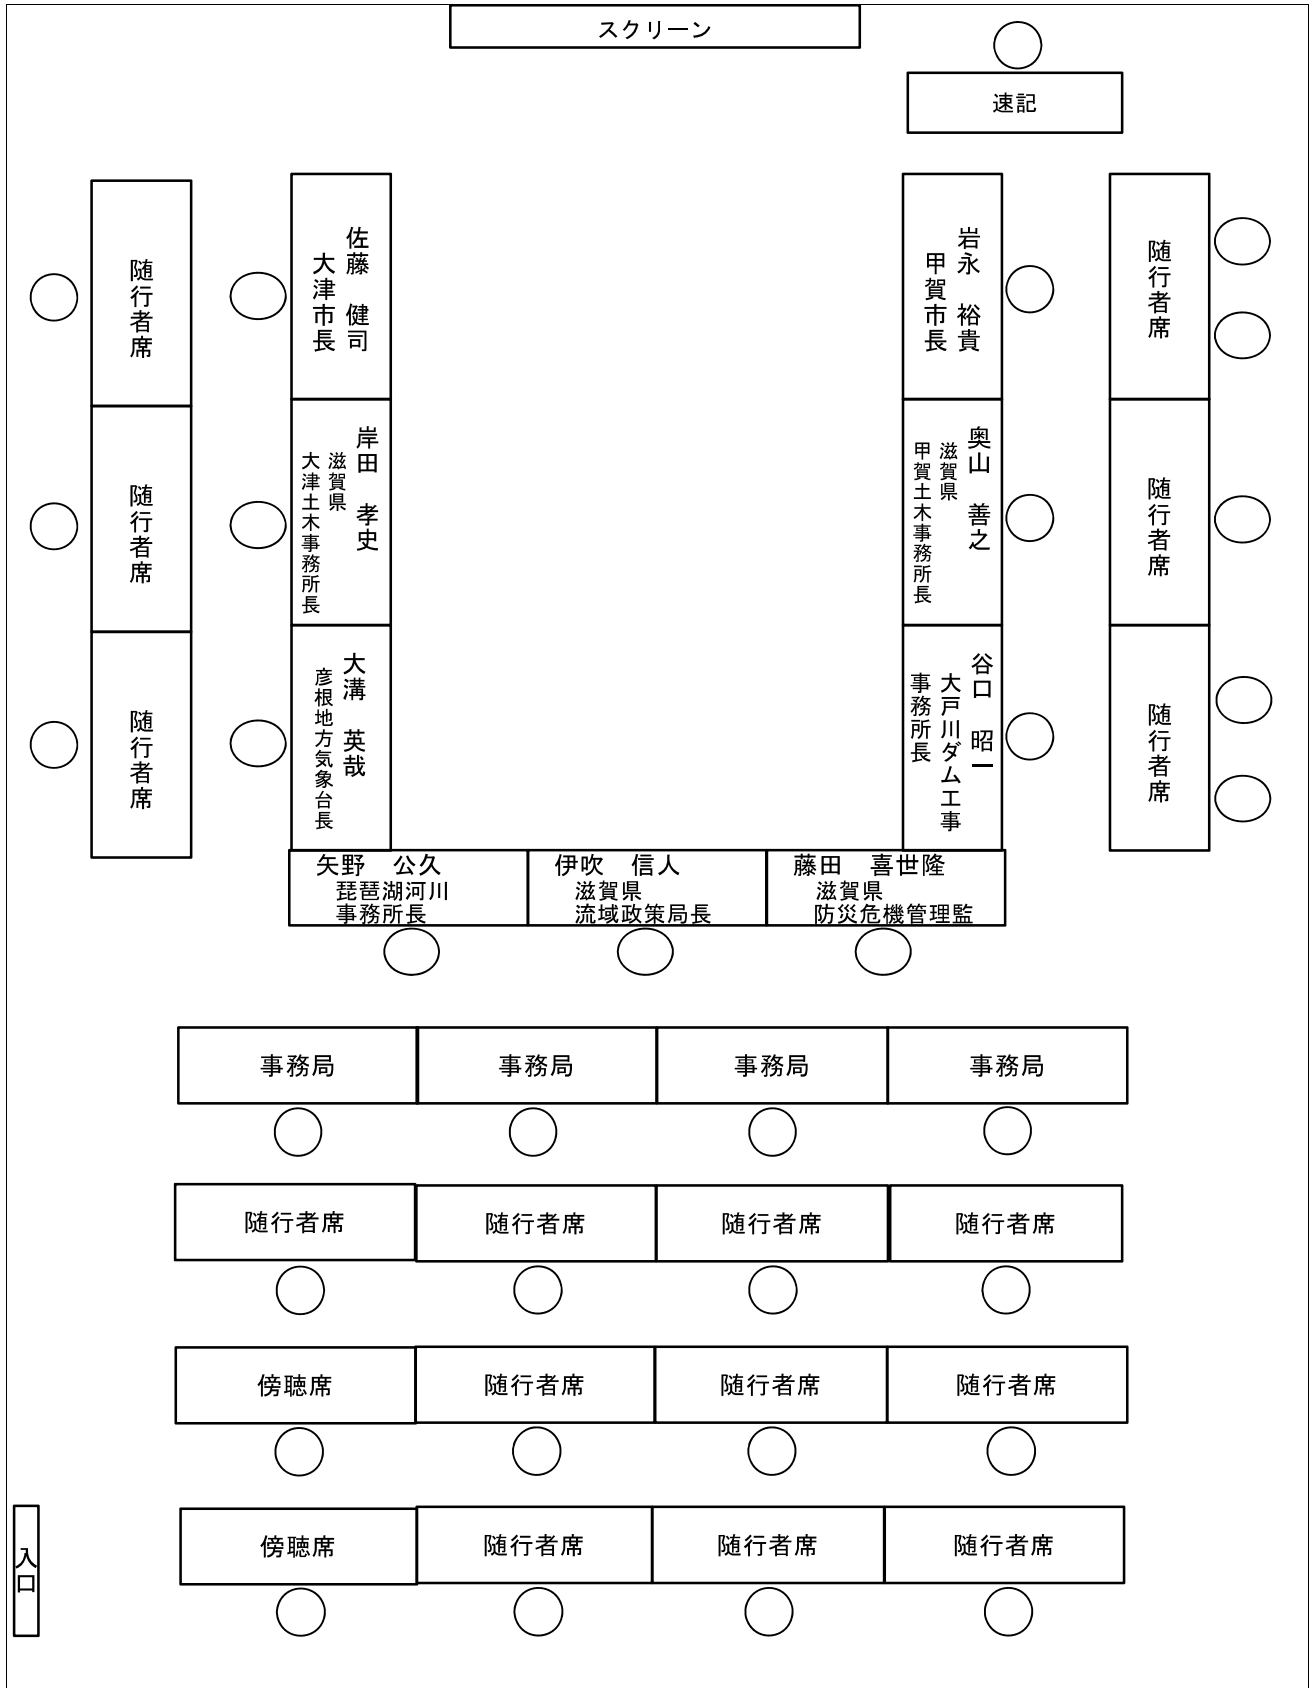 スクリーン
速記
随行者席
随行者席
随行者席
佐藤　健司
大津市長
岸田　孝史
滋賀県
大津土木事務所長
大溝　英哉
彦根地方気象台長
岩永　裕貴
甲賀市長
奥山　善之
滋賀県
甲賀土木事務所長
谷口　昭一
大戸川ダム工事
事務所長
随行者席
随行者席
随行者席
矢野　公久
琵琶湖河川
事務所長
伊吹　信人
滋賀県
流域政策局長
藤田　喜世隆
滋賀県
防災危機管理監
事務局
事務局
事務局
事務局
随行者席
随行者席
随行者席
随行者席
傍聴席
随行者席
随行者席
随行者席
傍聴席
随行者席
随行者席
随行者席
入口